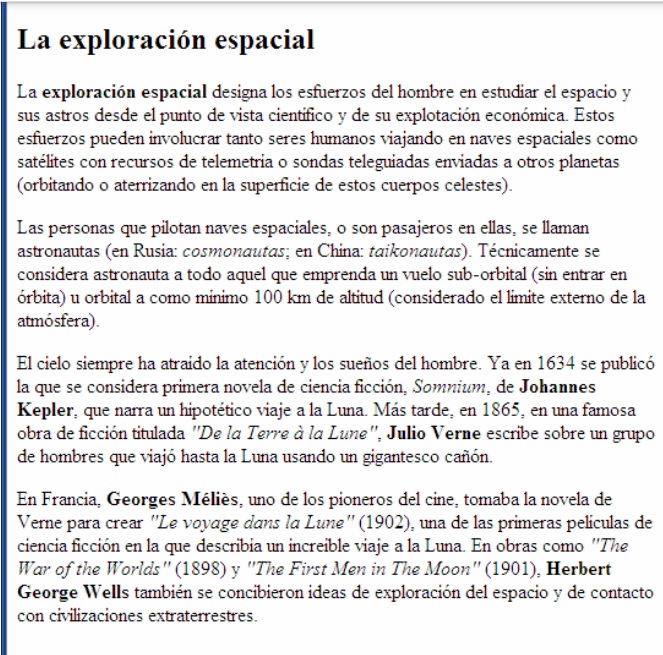 La exploración espacial
La exploración espacial designa los esfuerzos del hombre en estudiar el espacio y
sus astros desde el punto de vista científico y de su explotación económica. Estos
esfuerzos pueden involucrar tanto seres humanos viajando en naves espaciales como
satélites con recursos de telemetría o sondas teleguiadas enviadas a otros planetas
(orbitando o aterrizando en la superficie de estos cuerpos celestes).
Las personas que pilotan naves espaciales, o son pasajeros en ellas, se llaman
astronautas (en Rusia: cosmonautas; en China: taikonautas). Técnicamente se
considera astronauta a todo aquel que emprenda un vuelo sub-orbital (sin entrar en
órbita) u orbital a como mínimo 100 km de altitud (considerado el límite externo de la
atmósfera).
El cielo siempre ha atraído la atención y los sueños del hombre. Ya en 1634 se publicó
la que se considera primera novela de ciencia ficción, Somnium, de Johannes
Kepler, que narra un hipotético viaje a la Luna. Más tarde, en 1865, en una famosa
obra de ficción titulada "De la Terre à la Lune", Julio Verne escribe sobre un grupo
de hombres que viajó hasta la Luna usando un gigantesco cañón.
En Francia, Georges Méliès, uno de los pioneros del cine, tomaba la novela de
Verne para crear "Le voyage dans la Lune" (1902), una de las primeras películas de
ciencia ficción en la que describía un increíble viaje a la Luna. En obras como "The
War of the Worlds" (1898) y "The First Men in The Moon" (1901), Herbert
George Wells también se concibieron ideas de exploración del espacio y de contacto
con civilizaciones extraterrestres.